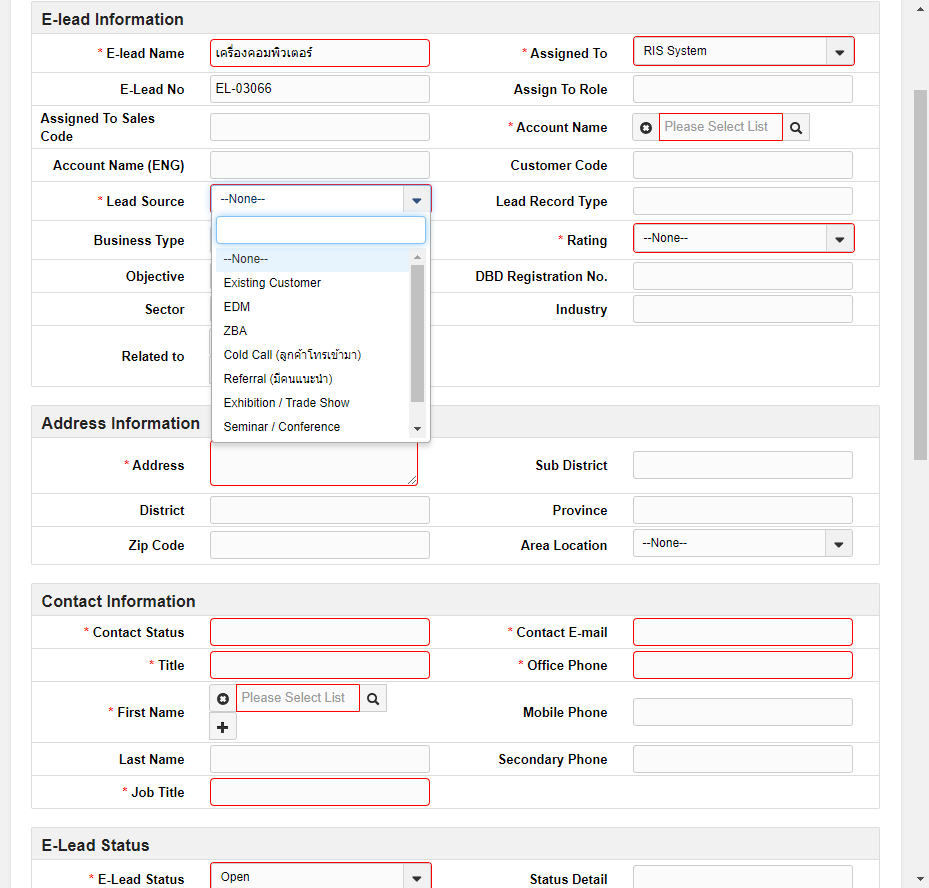 E-lead Information
* E-lead Name เครื่องคอมพิวเตอร์ * Assigned To RIS System
E-Lead No EL-03066 Assign To Role
Assigned To Sales
Code
* Account Name Please Select List
Account Name (ENG) Customer Code
* Lead Source --None-- Lead Record Type
Business Type * Rating --None--
--None--
Objective DBD Registration No.
Existing Customer
EDM
Sector Industry
ZBA
Related to
Cold Call (ลูกค้าโทรเข้ามา)
Referral (มีคนแนะนำ)
Exhibition / Trade Show
Seminar / Conference
Address Information
* Address Sub District
District Province
Zip Code Area Location --None--
Contact Information
* Contact Status * Contact E-mail
* Title * Office Phone
* First Name Please Select List Mobile Phone
Last Name Secondary Phone
* Job Title
E-Lead Status
* E-Lead Status Open Status Detail